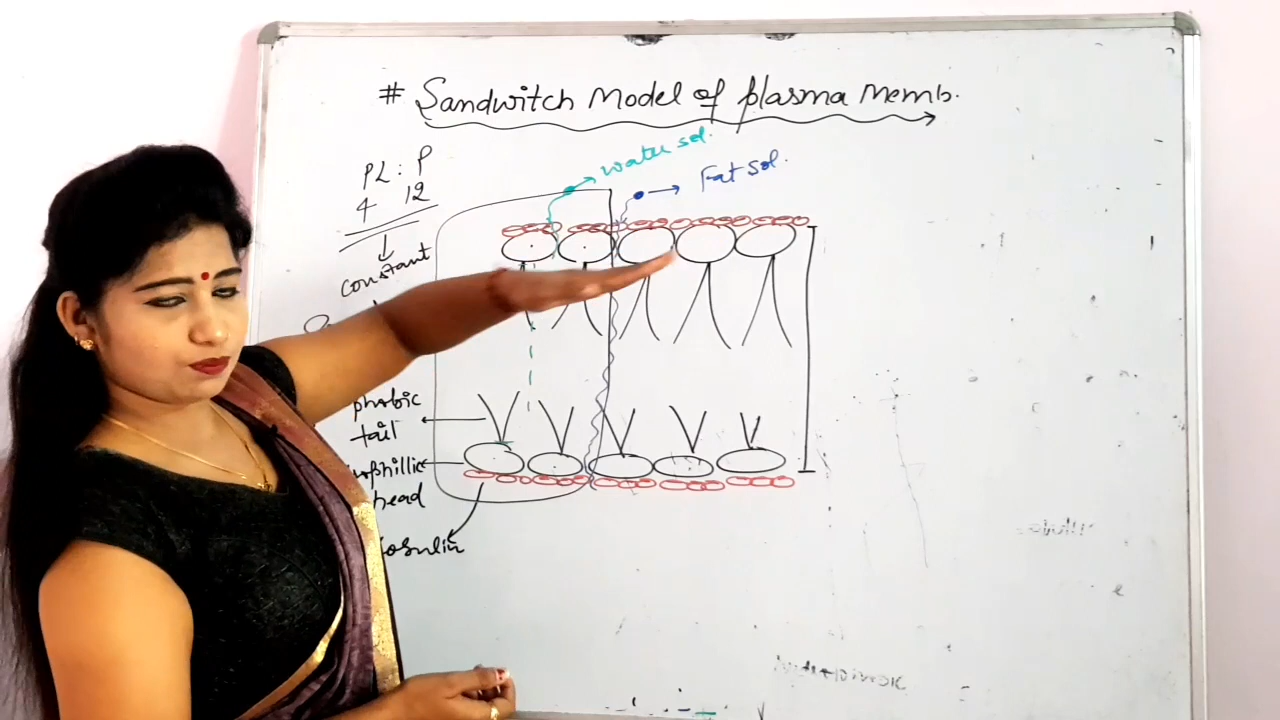 # Sandwitch Model of plasma Memb.
PL : P
4 12
constant
water sol.
Fat sol.
phobic
tail
head